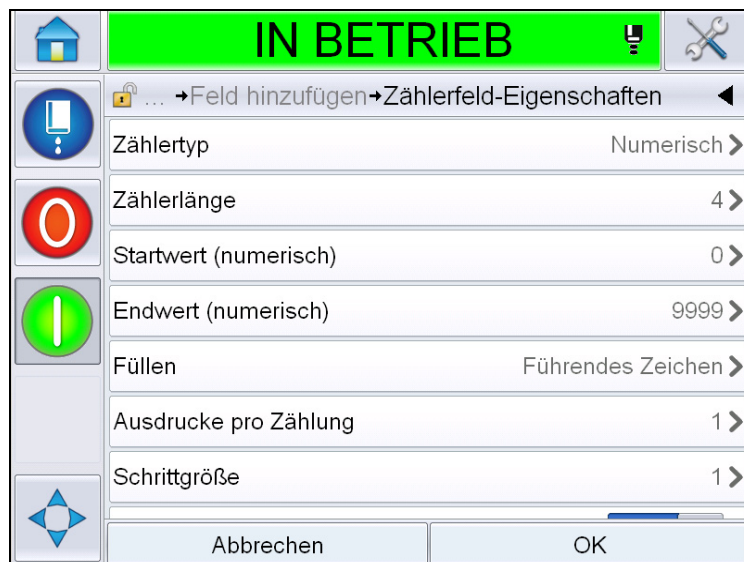 IN BETRIEB
... →Feld hinzufügen→Zählerfeld-Eigenschaften
Zählertyp Numerisch
Zählerlänge 4
Startwert (numerisch) 0
Endwert (numerisch) 9999
Füllen Führendes Zeichen
Ausdrucke pro Zählung 1
Schrittgröße 1
Abbrechen OK